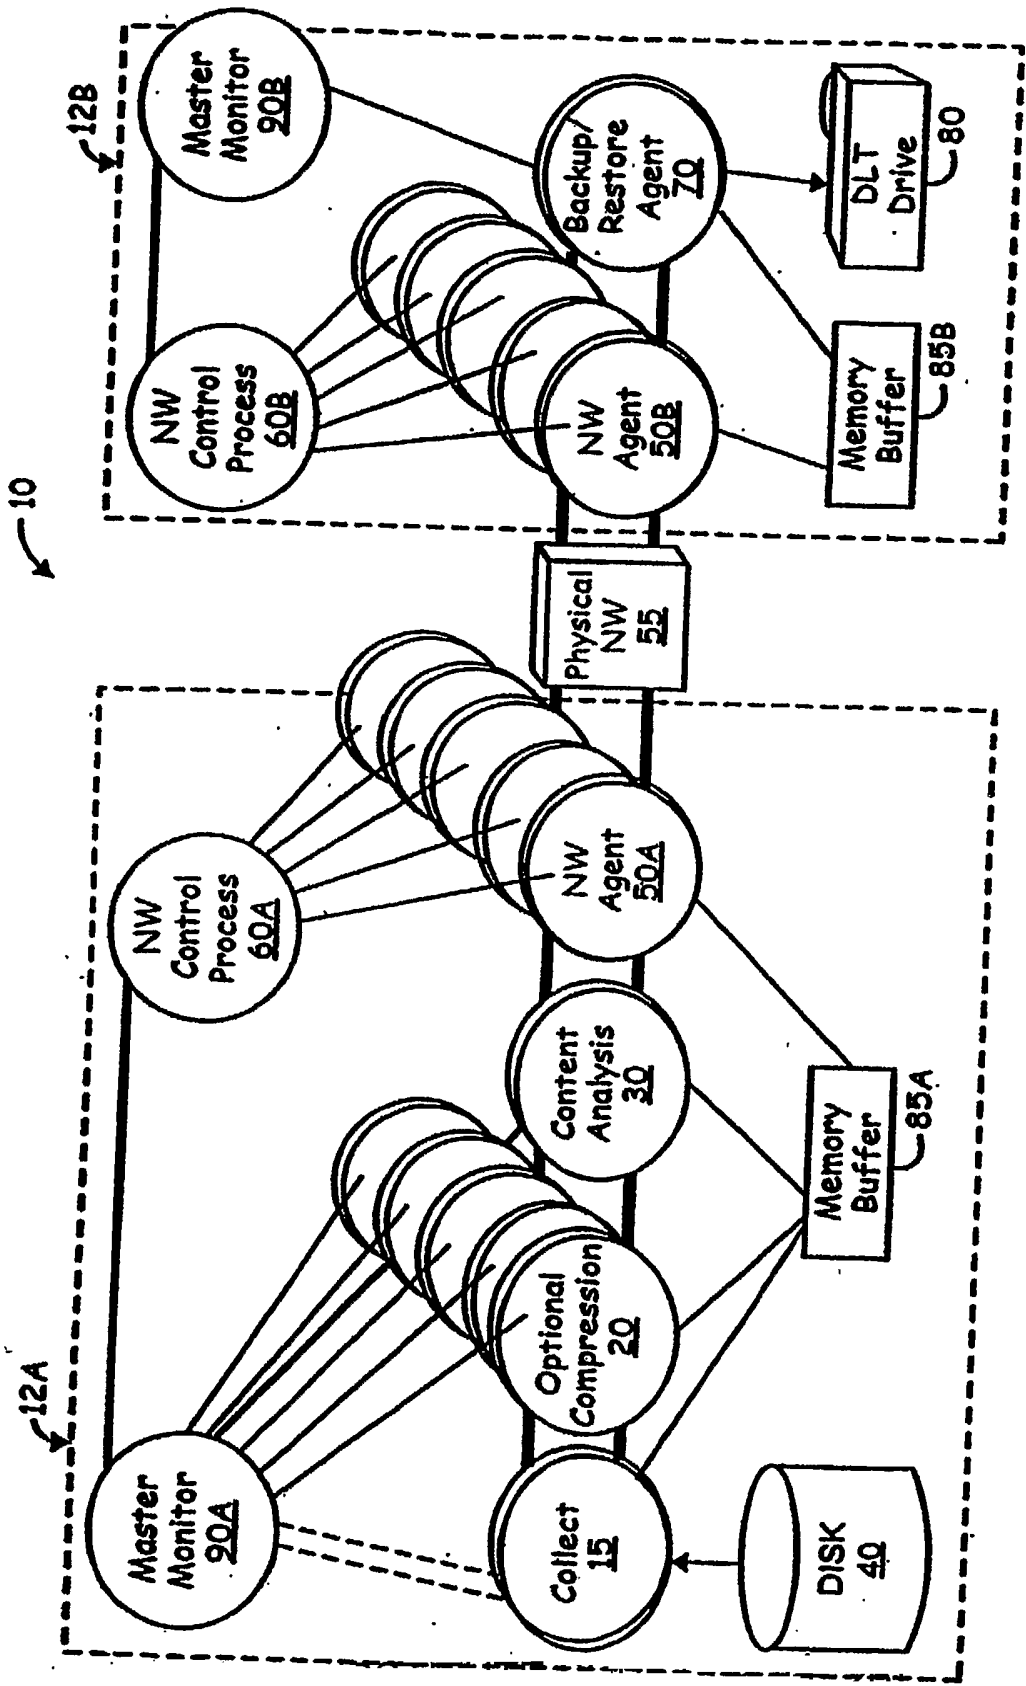 10
12A
Master
Monitor
90A
NW
Control
Process
60A
Collect
15
Optional
Compression
20
Content
Analysis
30
NW
Agent
50A
DISK
40
Memory
Buffer
85A
Physical
NW
55
12B
NW
Control
Process
60B
Master
Monitor
90B
NW
Agent
50B
Backup/
Restore
Agent
70
Memory
Buffer
85B
DLT
Drive
80